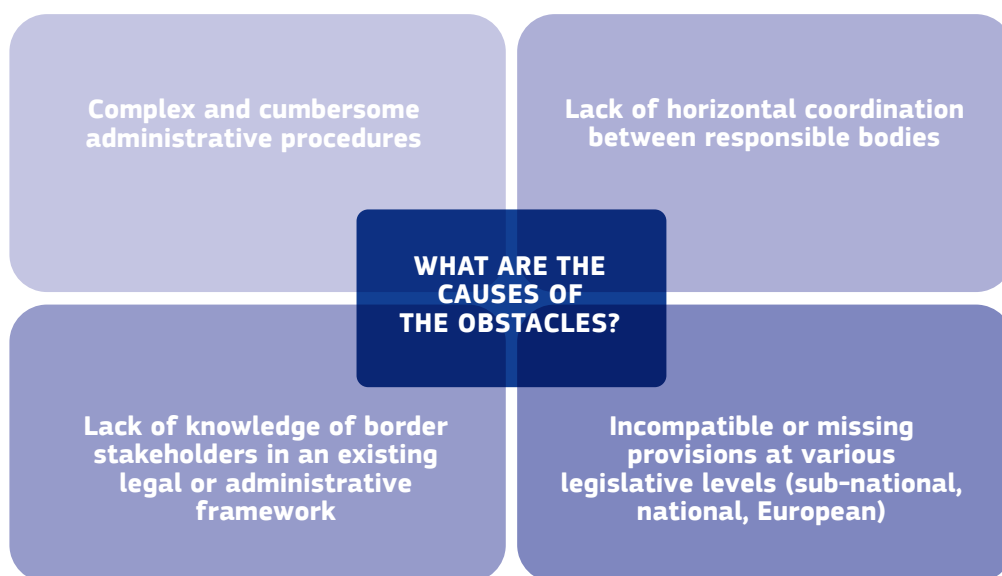 Complex and cumbersome
administrative procedures
Lack of horizontal coordination
between responsible bodies
WHAT ARE THE
CAUSES OF
THE OBSTACLES?
Lack of knowledge of border
stakeholders in an existing
legal or administrative
framework
Incompatible or missing
provisions at various
legislative levels (sub-national,
national, European)